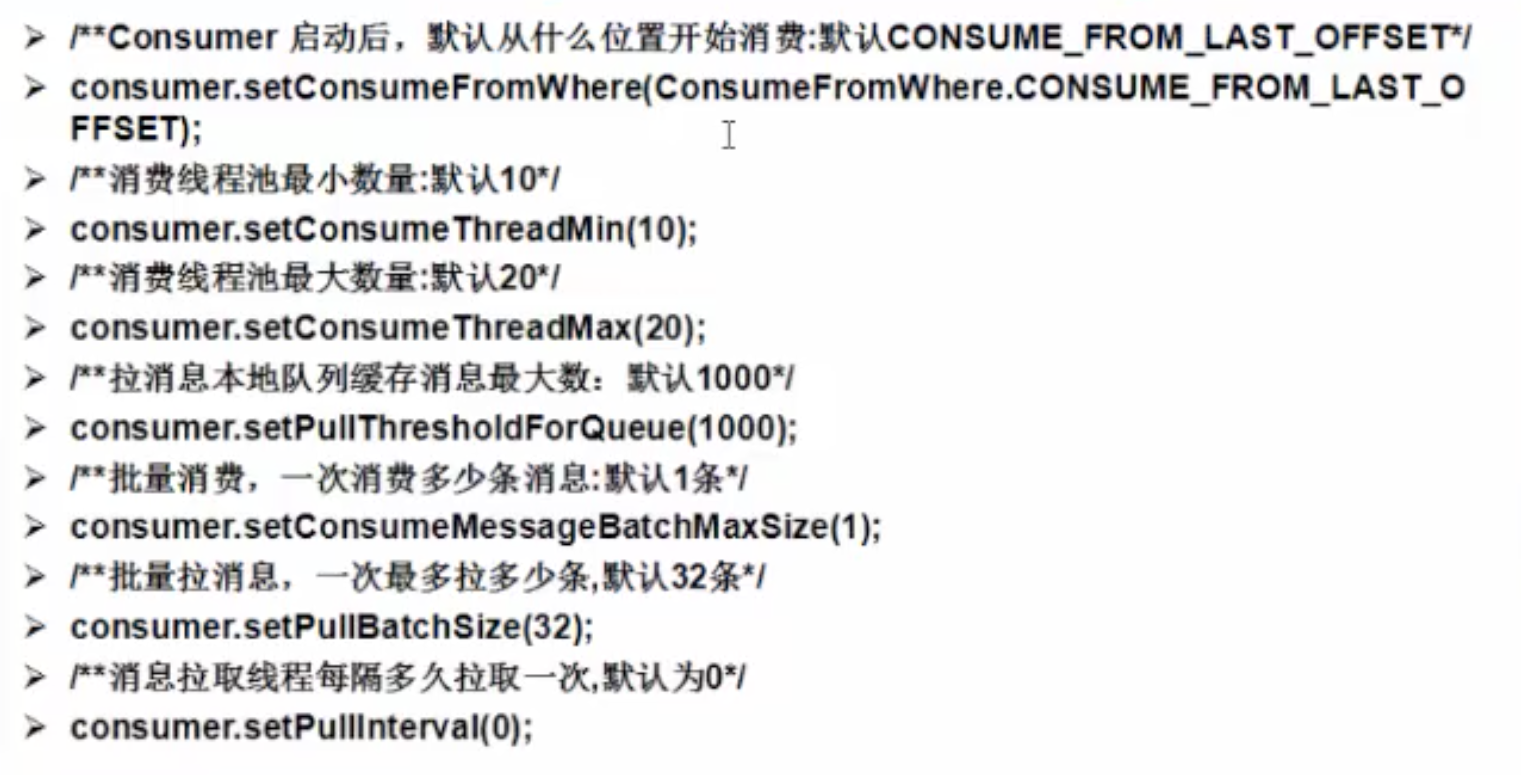 ➢ /**Consumer 启动后，默认从什么位置开始消费:默认CONSUME_FROM_LAST_OFFSET*/
➢ consumer.setConsumeFromWhere(ConsumeFromWhere.CONSUME_FROM_LAST_O
FFSET);
➢ /**消费线程池最小数量:默认10*/
➢ consumer.setConsumeThreadMin(10);
➢ /**消费线程池最大数量:默认20*/
➢ consumer.setConsumeThreadMax(20);
➢ /**拉消息本地队列缓存消息最大数：默认1000*/
➢ consumer.setPullThresholdForQueue(1000);
➢ /**批量消费，一次消费多少条消息:默认1条*/
➢ consumer.setConsumeMessageBatchMaxSize(1);
➢ /**批量拉消息，一次最多拉多少条,默认32条*/
➢ consumer.setPullBatchSize(32);
➢ /**消息拉取线程每隔多久拉取一次,默认为0*/
➢ consumer.setPullInterval(0);